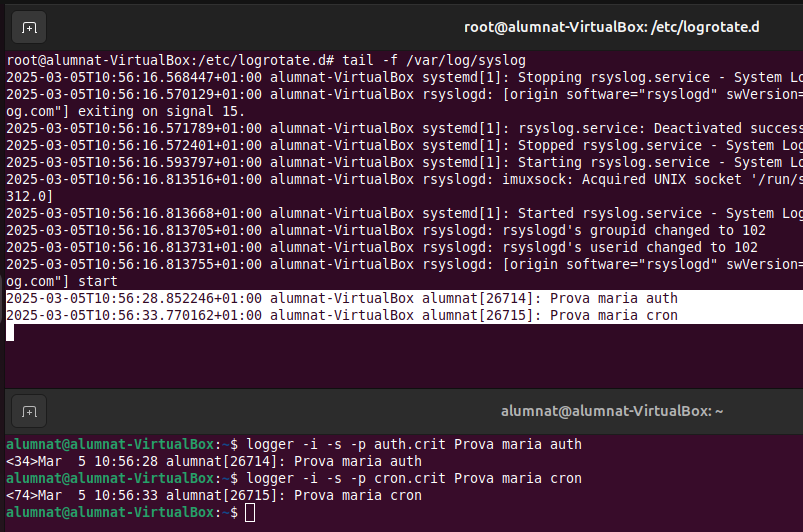 root@alumnat-VirtualBox: /etc/logrotate.d
root@alumnat-VirtualBox:/etc/logrotate.d# tail -f /var/log/syslog
2025-03-05T10:56:16.568447+01:00 alumnat-VirtualBox systemd[1]: Stopping rsyslog.service - System Lo
2025-03-05T10:56:16.570129+01:00 alumnat-VirtualBox rsyslogd: [origin software="rsyslogd" swVersion=
og.com"] exiting on signal 15.
2025-03-05T10:56:16.571789+01:00 alumnat-VirtualBox systemd[1]: rsyslog.service: Deactivated success
2025-03-05T10:56:16.572401+01:00 alumnat-VirtualBox systemd[1]: Stopped rsyslog.service - System Log
2025-03-05T10:56:16.593797+01:00 alumnat-VirtualBox systemd[1]: Starting rsyslog.service - System Lo
2025-03-05T10:56:16.813516+01:00 alumnat-VirtualBox rsyslogd: imuxsock: Acquired UNIX socket '/run/s
312.0]
2025-03-05T10:56:16.813668+01:00 alumnat-VirtualBox systemd[1]: Started rsyslog.service - System Log
2025-03-05T10:56:16.813705+01:00 alumnat-VirtualBox rsyslogd: rsyslogd's groupid changed to 102
2025-03-05T10:56:16.813731+01:00 alumnat-VirtualBox rsyslogd: rsyslogd's userid changed to 102
2025-03-05T10:56:16.813755+01:00 alumnat-VirtualBox rsyslogd: [origin software="rsyslogd" swVersion=
og.com"] start
2025-03-05T10:56:28.852246+01:00 alumnat-VirtualBox alumnat[26714]: Prova maria auth
2025-03-05T10:56:33.770162+01:00 alumnat-VirtualBox alumnat[26715]: Prova maria cron
alumnat@alumnat-VirtualBox: ~
alumnat@alumnat-VirtualBox:~$ logger -i -s -p auth.crit Prova maria auth
<34>Mar  5 10:56:28 alumnat[26714]: Prova maria auth
alumnat@alumnat-VirtualBox:~$ logger -i -s -p cron.crit Prova maria cron
<74>Mar  5 10:56:33 alumnat[26715]: Prova maria cron
alumnat@alumnat-VirtualBox:~$